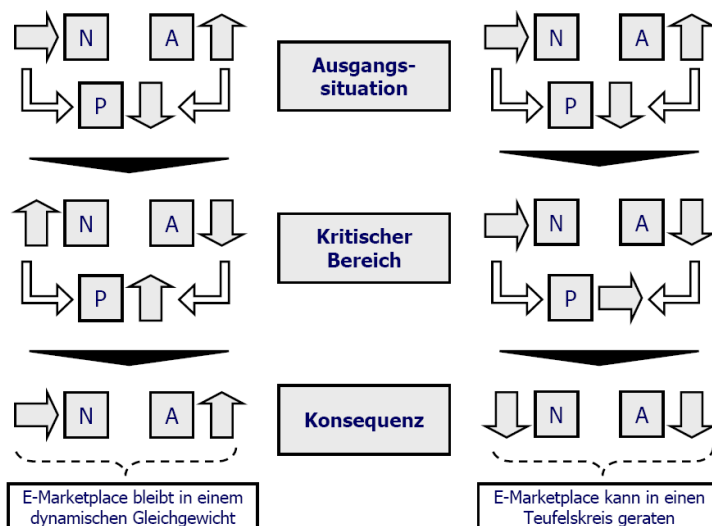 N A N A
Ausgangs-
situation
P P
N A N A
Kritischer
Bereich
P P
N A Konsequenz N A
E-Marketplace bleibt in einem
dynamischen Gleichgewicht
E-Marketplace kann in einen
Teufelskreis geraten